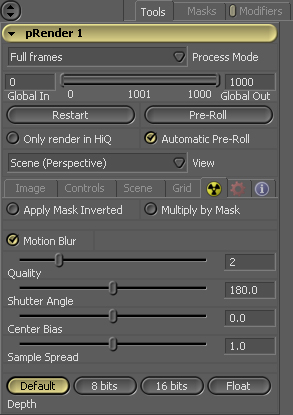 Tools Masks Modifiers
pRender 1
Full frames Process Mode
0 1000
Global In 0 1001 1000 Global Out
Restart Pre-Roll
Only render in HiQ Automatic Pre-Roll
Scene (Perspective) View
Image Controls Scene Grid
Apply Mask Inverted Multiply by Mask
Motion Blur
2
Quality
180.0
Shutter Angle
0.0
Center Bias
1.0
Sample Spread
Default 8 bits 16 bits Float
Depth